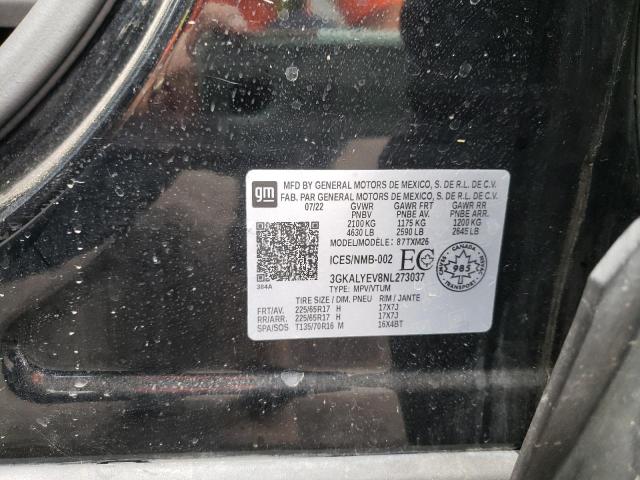 gm
MFD BY GENERAL MOTORS DE MEXICO, S. DE R.L. DE C.V.
FAB. PAR GENERAL MOTORS DE MEXICO, S. DE R.L. DE C.V.
07/22 GVWR GAWR FRT GAWR RR
PNBV PNBE AV. PNBE ARR.
2100 KG 1175 KG 1200 KG
4630 LB 2590 LB 2645 LB
MODEL/MODÈLE: 87TXM26
ICES/NMB-002 EC
CANADA
985
384A
3GKALYEV8NL273037
TYPE: MPV/VTUM
TIRE SIZE / DIM. PNEU RIM / JANTE
FRT/AV. 225/65R17 H 17X7J
RR/ARR. 225/65R17 H 17X7J
SPA/SOS T135/70R16 M 16X4BT